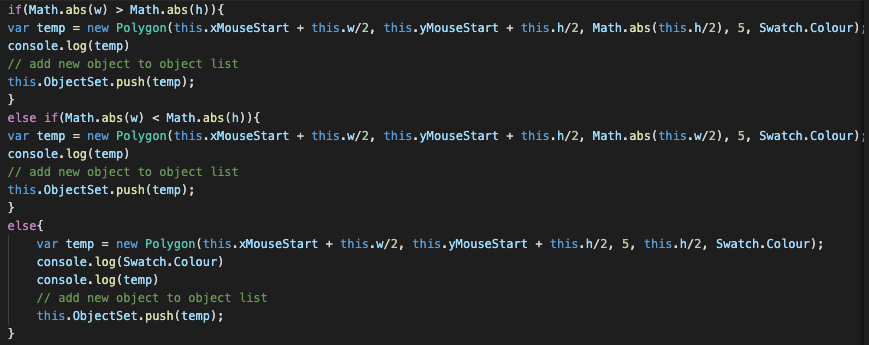 if(Math.abs(w) > Math.abs(h)){
var temp = new Polygon(this.xMouseStart + this.w/2, this.yMouseStart + this.h/2, Math.abs(this.h/2), 5, Swatch.Colour);
console.log(temp)
// add new object to object list
this.ObjectSet.push(temp);
}
else if(Math.abs(w) < Math.abs(h)){
var temp = new Polygon(this.xMouseStart + this.w/2, this.yMouseStart + this.h/2, Math.abs(this.w/2), 5, Swatch.Colour);
console.log(temp)
// add new object to object list
this.ObjectSet.push(temp);
}
else{
    var temp = new Polygon(this.xMouseStart + this.w/2, this.yMouseStart + this.h/2, 5, this.h/2, Swatch.Colour);
    console.log(Swatch.Colour)
    console.log(temp)
    // add new object to object list
    this.ObjectSet.push(temp);
}